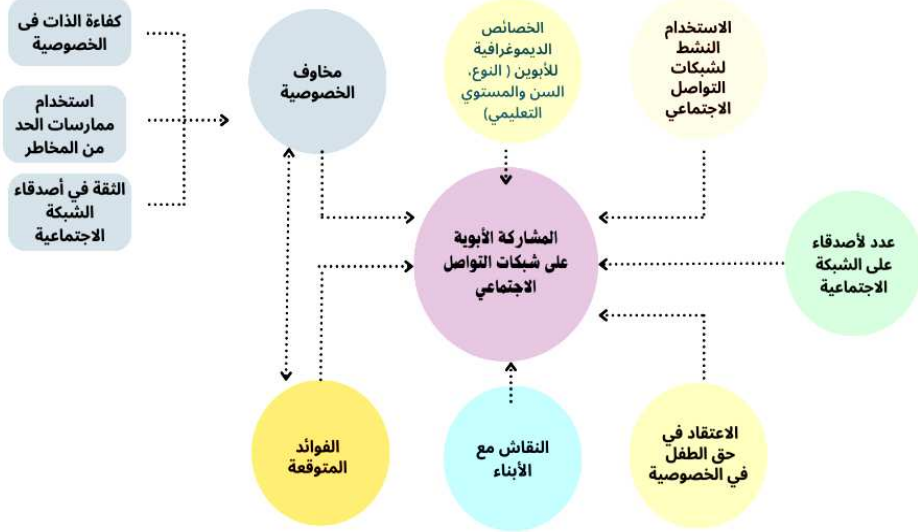 كفاءة الذات فى
الخصوصية
استخدام
ممارسات الحد
من المخاطر
الثقة في أصدقاء
الشبكة
الاجتماعية
مخاوف
الخصوصية
الخصائص
الديموغرافية
للأبوين ( النوع،
السن والمستوي
التعليمي)
الاستخدام
النشط
لشبكات
التواصل
الاجتماعي
المشاركة الأبوية
على شبكات التواصل
الاجتماعي
عدد لأصدقاء
على الشبكة
الاجتماعية
الفوائد
المتوقعة
النقاش مع
الأبناء
الاعتقاد في
حق الطفل
في الخصوصية